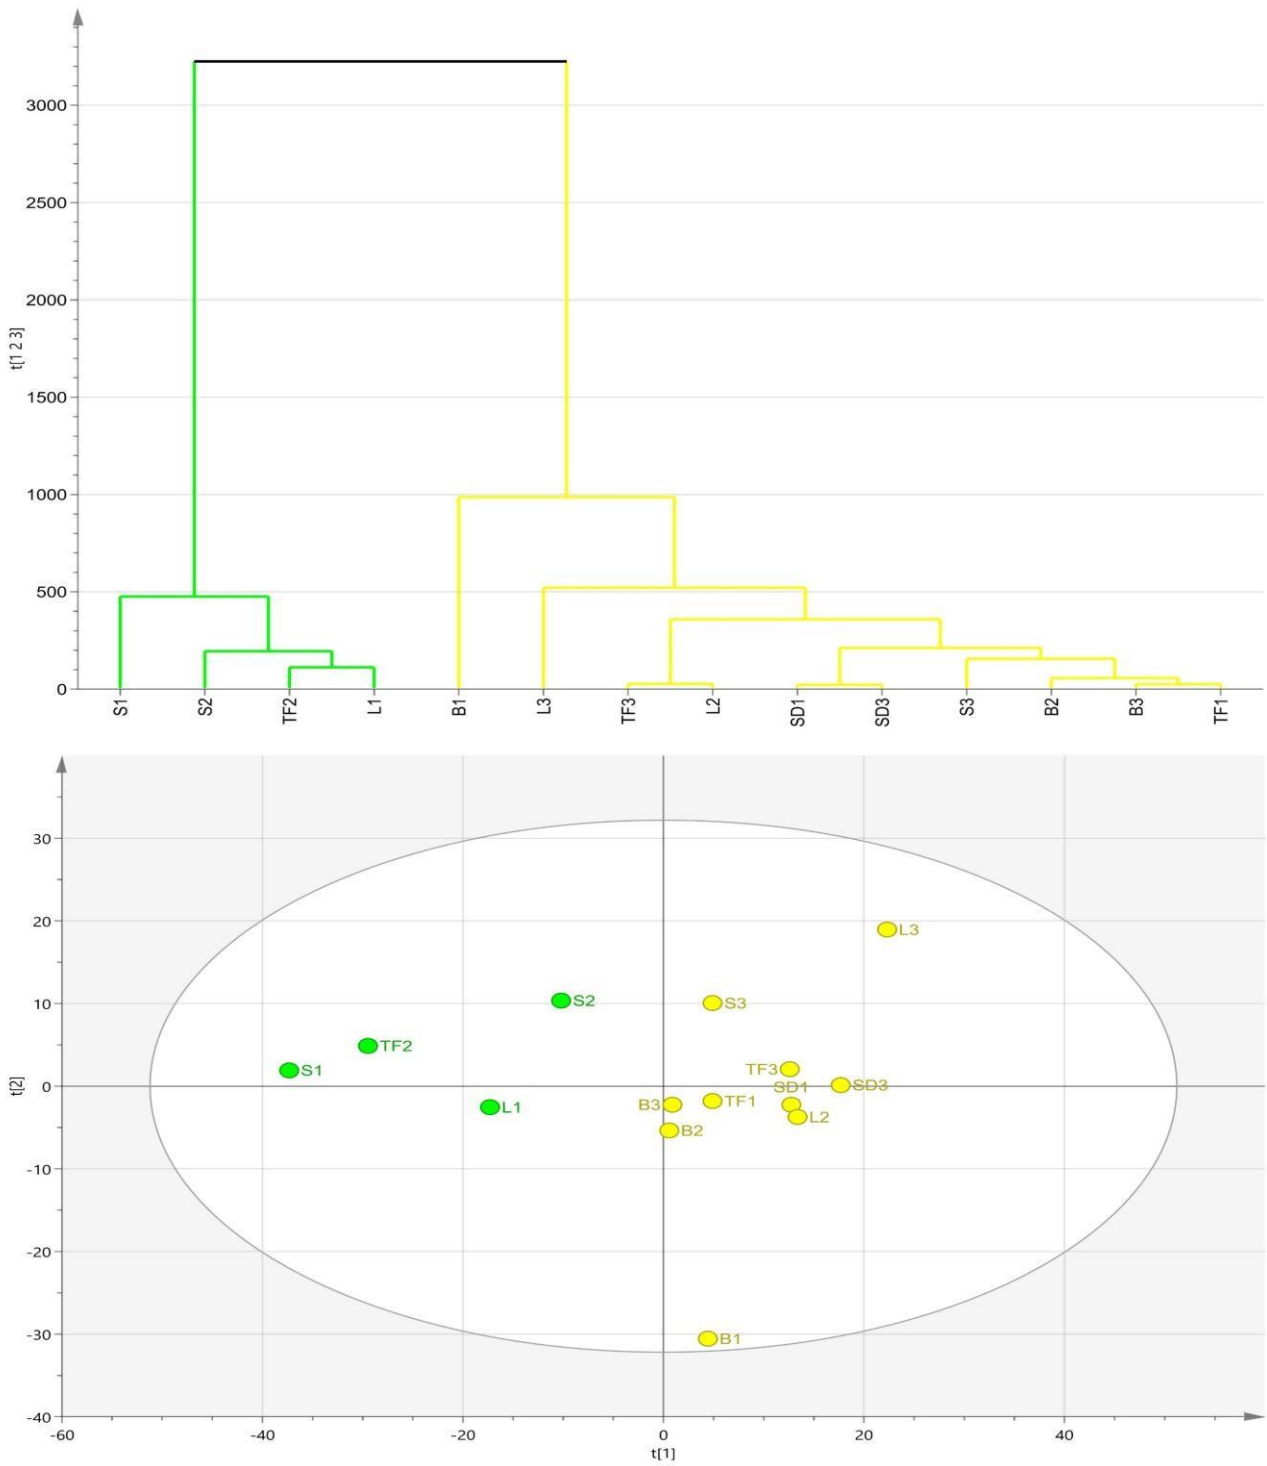 3000
2500
2000
1500
1000
500
0
t[1 2 3]
S1 S2 TF2 L1 B1 L3 TF3 L2 SD1 SD3 S3 B2 B3 TF1
30
20
10
0
-10
-20
-30
-40
t[2]
L3
S2
S3
TF2
S1
TF3
SD3
SD1
L1
B3
TF1
L2
B2
B1
-60 -40 -20 0 20 40
t[1]